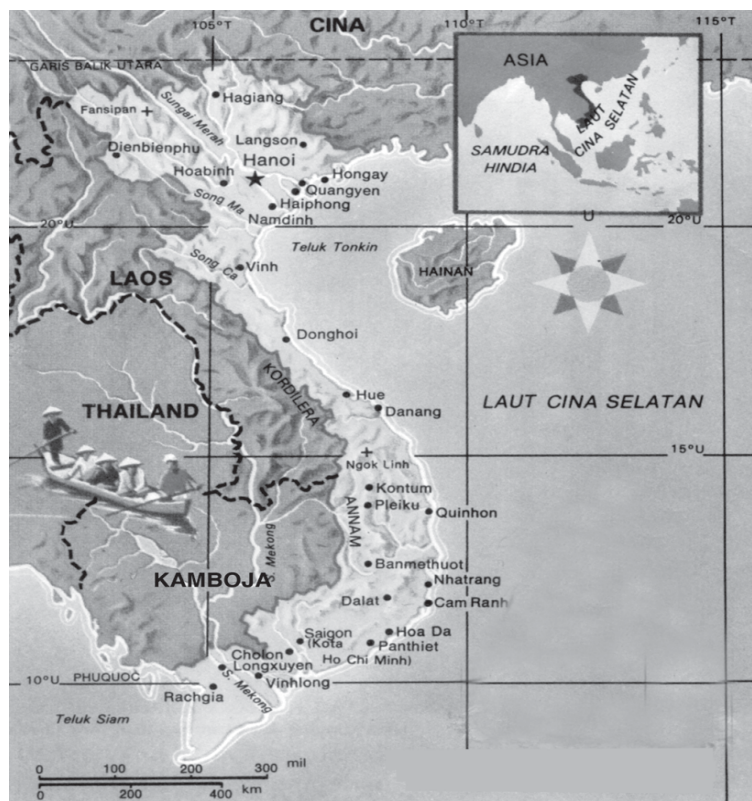 105°T
110°T
115°T
CINA
GARIS BALIK UTARA
ASIA
LAUT
CINA SELATAN
SAMUDRA
HINDIA
Fansipan
Sungai Merah
Hagiang
Langson
Dienbienphu
Hanoi
Hoabinh
Hongay
Quangyen
Haiphong
Song Ma
Namdinh
20°U
U
20°U
Teluk Tonkin
Song Ca
Vinh
HAINAN
LAOS
Donghoi
KORDILERA
Hue
Danang
LAUT CINA SELATAN
THAILAND
15°U
Ngok Linh
Kontum
Pleiku
ANNAM
Quinhon
S. Mekong
Banmethuot
KAMBOJA
Nhatrang
Dalat
Cam Ranh
Saigon
(Kota
Ho Chi Minh)
Hoa Da
Panthiet
Cholon
Longxuyen
10°U
PHUQUOC
Vinhlong
S. Mekong
Rachgia
Teluk Siam
0 100 200 300 mil
0 200 400
km